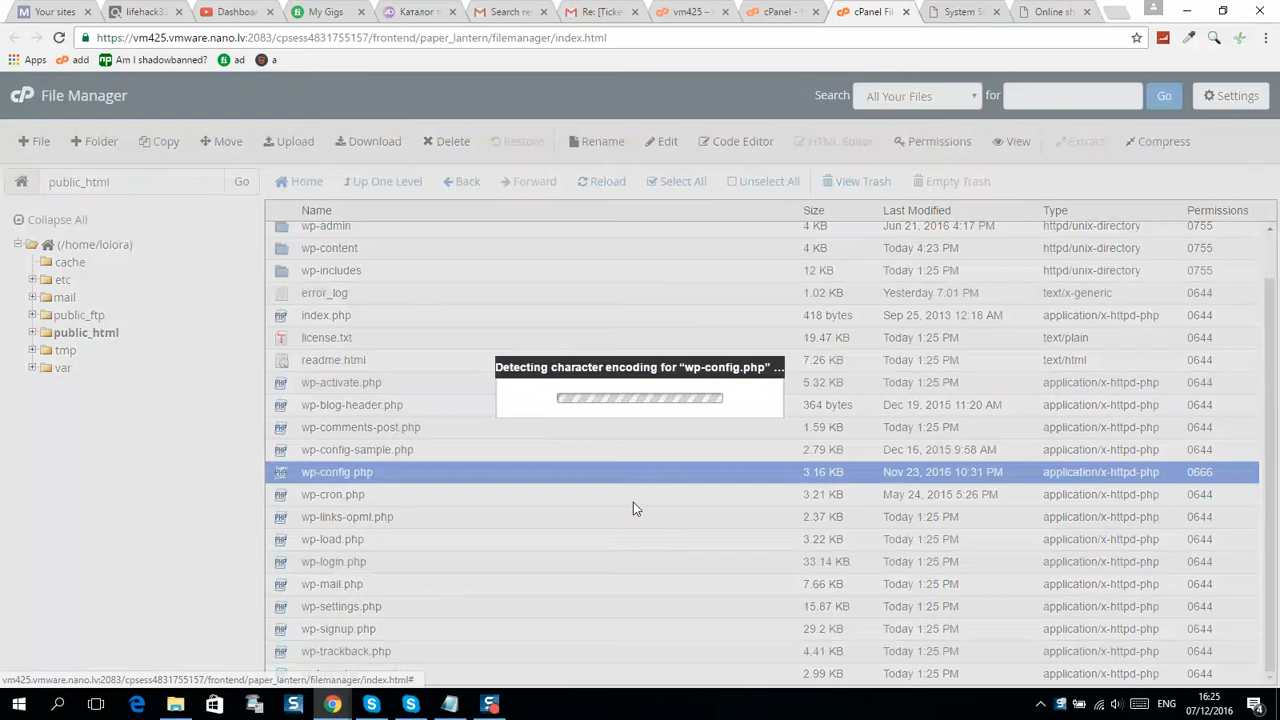 Your sites
lifehack3:
Dashboa
My Gigs
Каталог п
Search re
Re: [Ticke
vm425 –
cPanel -
cPanel Fil
System S
Online sh
https://vm425.vmware.nano.lv:2083/cpsess4831755157/frontend/paper_lantern/filemanager/index.html
Apps add Am I shadowbanned? ad a
File Manager
Search All Your Files for Go Settings
File Folder Copy Move Upload Download Delete Restore Rename Edit Code Editor HTML Editor Permissions View Extract Compress
public_html Go Home Up One Level Back Forward Reload Select All Unselect All View Trash Empty Trash
Collapse All
(/home/lolora)
cache
etc
mail
public_ftp
public_html
tmp
var
Name Size Last Modified Type Permissions
wp-admin 4 KB Jun 21, 2016 4:17 PM httpd/unix-directory 0755
wp-content 4 KB Today 4:23 PM httpd/unix-directory 0755
wp-includes 12 KB Today 1:25 PM httpd/unix-directory 0755
error_log 1.02 KB Yesterday 7:01 PM text/x-generic 0644
index.php 418 bytes Sep 25, 2013 12:18 AM application/x-httpd-php 0644
license.txt 19.47 KB Today 1:25 PM text/plain 0644
readme.html 7.26 KB Today 1:25 PM text/html 0644
Detecting character encoding for “wp-config.php” ...
wp-activate.php 5.32 KB Today 1:25 PM application/x-httpd-php 0644
wp-blog-header.php 364 bytes Dec 19, 2015 11:20 AM application/x-httpd-php 0644
wp-comments-post.php 1.59 KB Today 1:25 PM application/x-httpd-php 0644
wp-config-sample.php 2.79 KB Dec 16, 2015 9:58 AM application/x-httpd-php 0644
wp-config.php 3.16 KB Nov 23, 2016 10:31 PM application/x-httpd-php 0666
wp-cron.php 3.21 KB May 24, 2015 5:26 PM application/x-httpd-php 0644
wp-links-opml.php 2.37 KB Today 1:25 PM application/x-httpd-php 0644
wp-load.php 3.22 KB Today 1:25 PM application/x-httpd-php 0644
wp-login.php 33.14 KB Today 1:25 PM application/x-httpd-php 0644
wp-mail.php 7.66 KB Today 1:25 PM application/x-httpd-php 0644
wp-settings.php 15.87 KB Today 1:25 PM application/x-httpd-php 0644
wp-signup.php 29.2 KB Today 1:25 PM application/x-httpd-php 0644
wp-trackback.php 4.41 KB Today 1:25 PM application/x-httpd-php 0644
2.99 KB Today 1:25 PM application/x-httpd-php 0644
vm425.vmware.nano.lv:2083/cpsess4831755157/frontend/paper_lantern/filemanager/index.html#
ENG
16:25
07/12/2016